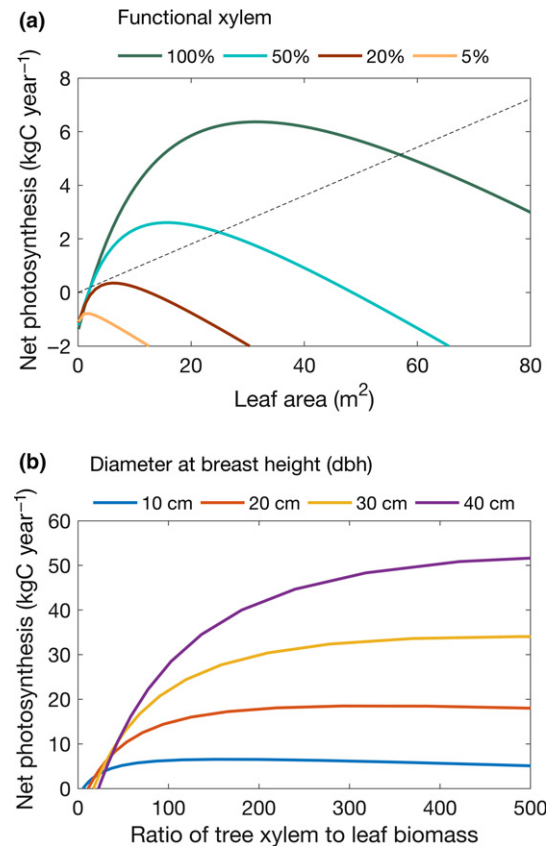 (a) Functional xylem
100% 50% 20% 5%
Net photosynthesis (kgC year⁻¹)
8
6
4
2
0
−2
0 20 40 60 80
Leaf area (m²)
(b) Diameter at breast height (dbh)
10 cm 20 cm 30 cm 40 cm
Net photosynthesis (kgC year⁻¹)
60
50
40
30
20
10
0
0 100 200 300 400 500
Ratio of tree xylem to leaf biomass